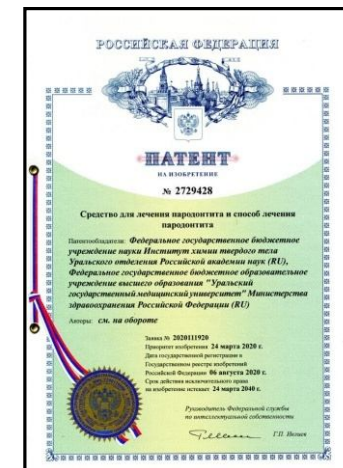 РОССИЙСКАЯ ФЕДЕРАЦИЯ
ПАТЕНТ
НА ИЗОБРЕТЕНИЕ
№ 2729428
Средство для лечения пародонтита и способ лечения
пародонтита
Патентообладатели: Федеральное государственное бюджетное
учреждение науки Институт химии твердого тела
Уральского отделения Российской академии наук (RU),
Федеральное государственное бюджетное образовательное
учреждение высшего образования "Уральский
государственный медицинский университет" Министерства
здравоохранения Российской Федерации (RU)
Авторы: см. на обороте
Заявка № 2020111920
Приоритет изобретения 24 марта 2020 г.
Дата государственной регистрации в
Государственном реестре изобретений
Российской Федерации 06 августа 2020 г.
Срок действия исключительного права
на изобретение истекает 24 марта 2040 г.
Руководитель Федеральной службы
по интеллектуальной собственности
Г.П. Ивлиев